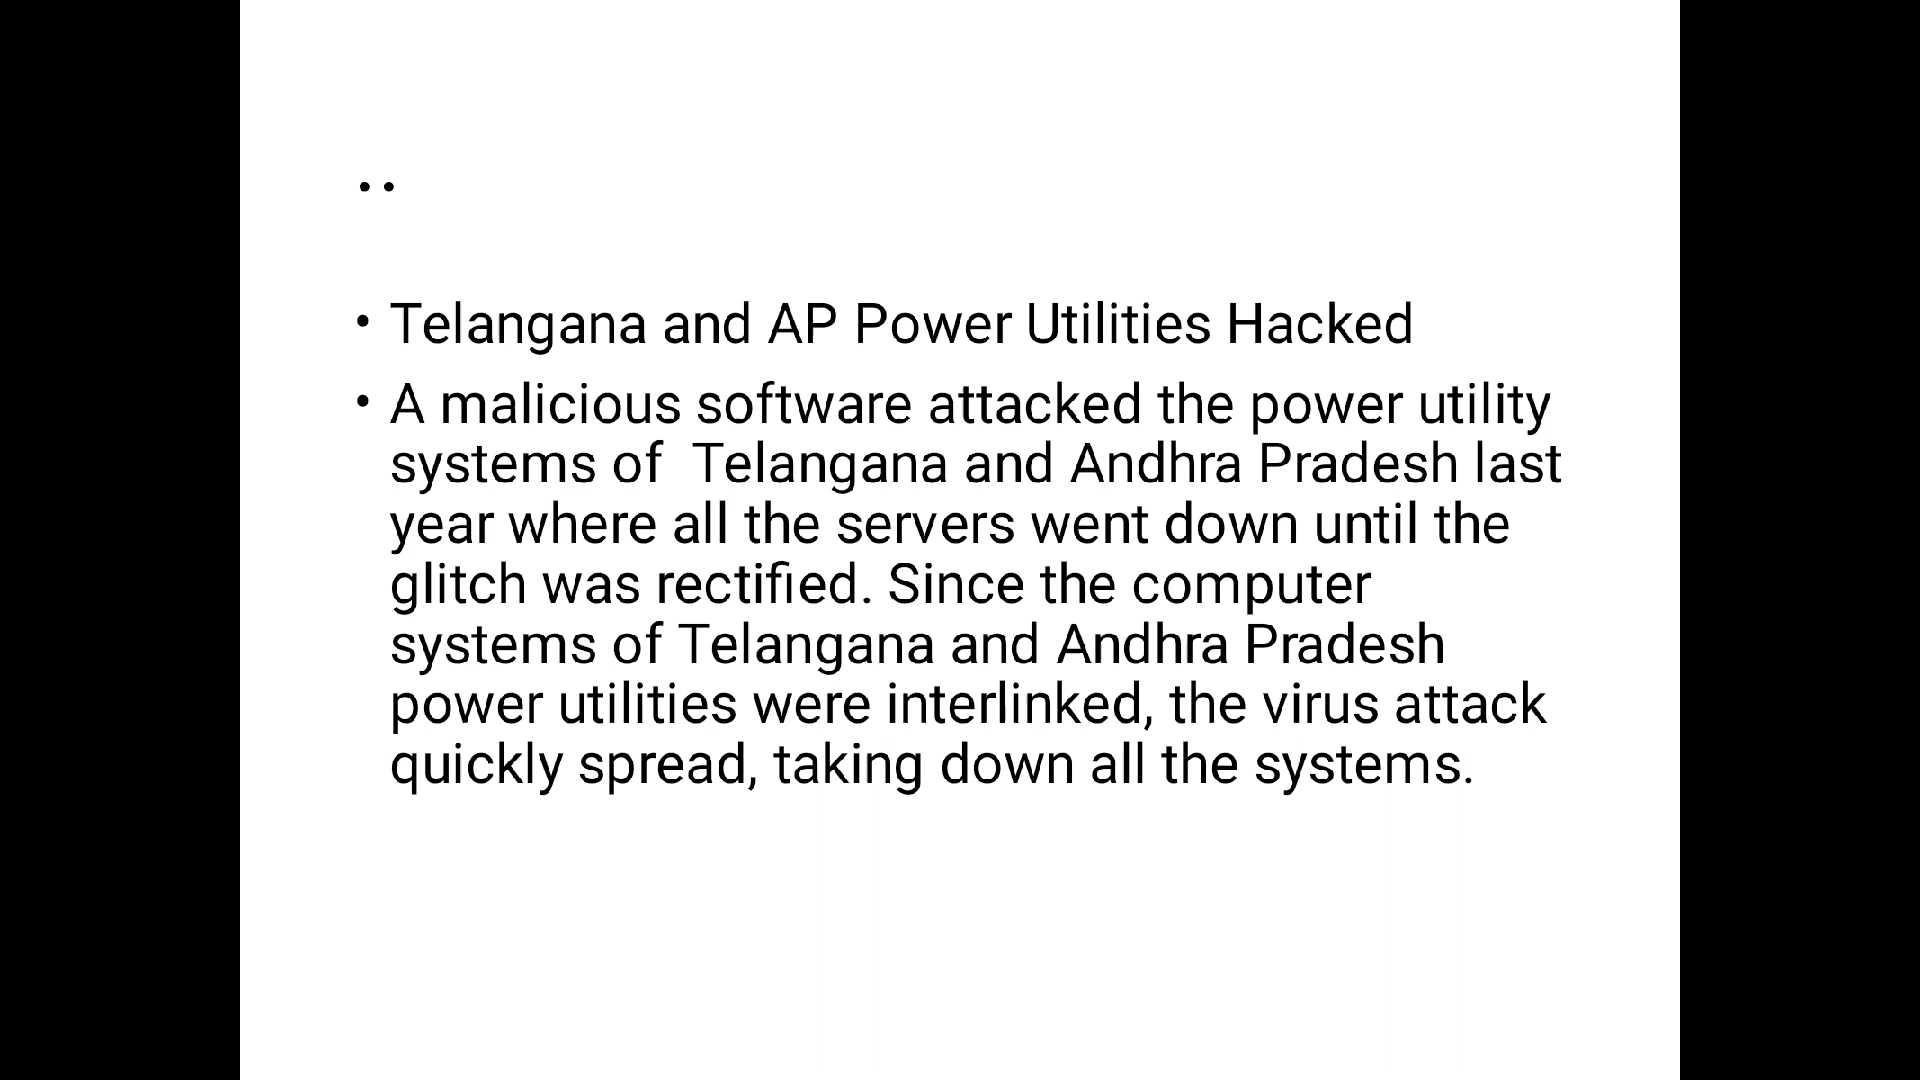 ..
• Telangana and AP Power Utilities Hacked
• A malicious software attacked the power utility
systems of  Telangana and Andhra Pradesh last
year where all the servers went down until the
glitch was rectified. Since the computer
systems of Telangana and Andhra Pradesh
power utilities were interlinked, the virus attack
quickly spread, taking down all the systems.